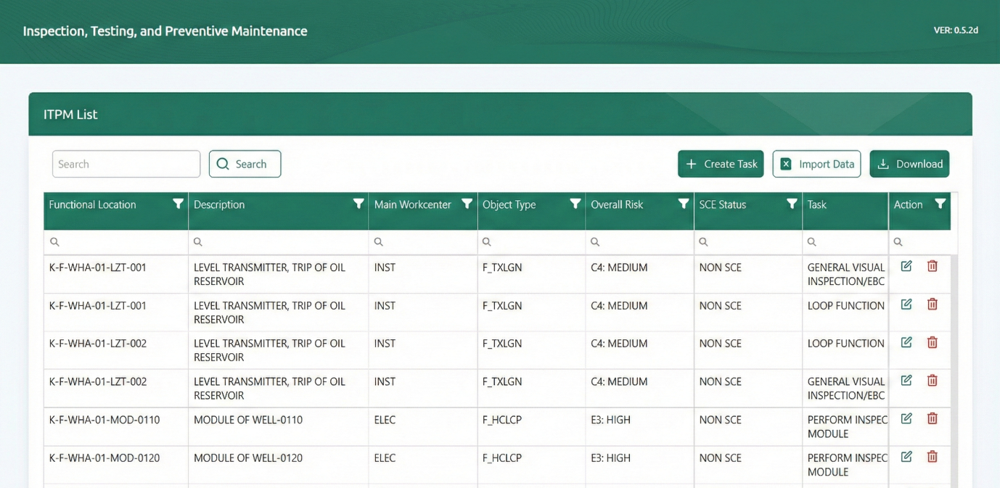 Inspection, Testing, and Preventive Maintenance
VER: 0.5.2d
ITPM List
Search
Search
Create Task
Import Data
Download
Functional Location
Description
Main Workcenter
Object Type
Overall Risk
SCE Status
Task
Action
K-F-WHA-01-LZT-001
LEVEL TRANSMITTER, TRIP OF OIL
RESERVOIR
INST
F_TXLGN
C4: MEDIUM
NON SCE
GENERAL VISUAL
INSPECTION/EBC
K-F-WHA-01-LZT-001
LEVEL TRANSMITTER, TRIP OF OIL
RESERVOIR
INST
F_TXLGN
C4: MEDIUM
NON SCE
LOOP FUNCTION
K-F-WHA-01-LZT-002
LEVEL TRANSMITTER, TRIP OF OIL
RESERVOIR
INST
F_TXLGN
C4: MEDIUM
NON SCE
LOOP FUNCTION
K-F-WHA-01-LZT-002
LEVEL TRANSMITTER, TRIP OF OIL
RESERVOIR
INST
F_TXLGN
C4: MEDIUM
NON SCE
GENERAL VISUAL
INSPECTION/EBC
K-F-WHA-01-MOD-0110
MODULE OF WELL-0110
ELEC
F_HCLCP
E3: HIGH
NON SCE
PERFORM INSPEC
MODULE
K-F-WHA-01-MOD-0120
MODULE OF WELL-0120
ELEC
F_HCLCP
E3: HIGH
NON SCE
PERFORM INSPEC
MODULE